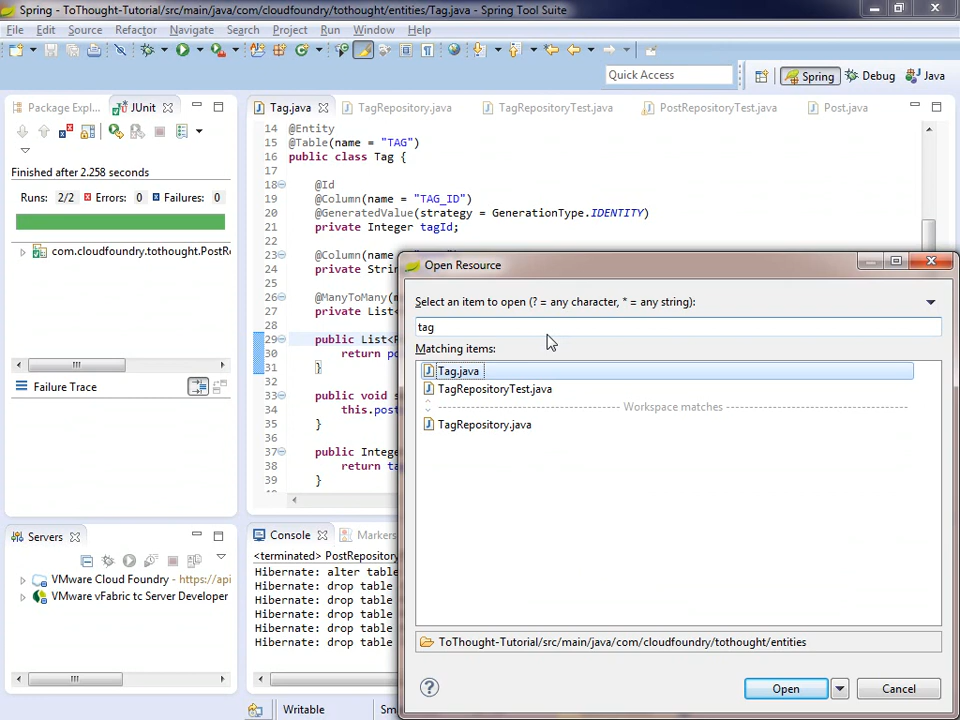 Spring - ToThought-Tutorial/src/main/java/com/cloudfoundry/tothought/entities/Tag.java - Spring Tool Suite
File Edit Source Refactor Navigate Search Project Run Window Help
Quick Access
Spring Debug Java
Package Expl... JUnit
Tag.java TagRepository.java TagRepositoryTest.java PostRepositoryTest.java Post.java
Finished after 2.258 seconds
Runs: 2/2 Errors: 0 Failures: 0
com.cloudfoundry.tothought.PostRe
Failure Trace
14 @Entity
15 @Table(name = "TAG")
16 public class Tag {
17
18 @Id
19 @Column(name = "TAG_ID")
20 @GeneratedValue(strategy = GenerationType.IDENTITY)
21 private Integer tagId;
22
23 @Column(name =
24 private String
25
26 @ManyToMany(m
27 private List<
28
29 public List<P
30 return po
31 }
32
33 public void s
34 this.post
35 }
36
37 public Intege
38 return ta
39 }
Open Resource
Select an item to open (? = any character, * = any string):
tag
Matching items:
Tag.java
TagRepositoryTest.java
Workspace matches
TagRepository.java
ToThought-Tutorial/src/main/java/com/cloudfoundry/tothought/entities
? Open Cancel
Servers
VMware Cloud Foundry - https://api
VMware vFabric tc Server Developer
Console Markers
<terminated> PostRepository
Hibernate: alter table
Hibernate: drop table
Hibernate: drop table
Hibernate: drop table
Hibernate: drop table
Hibernate: drop table
Writable